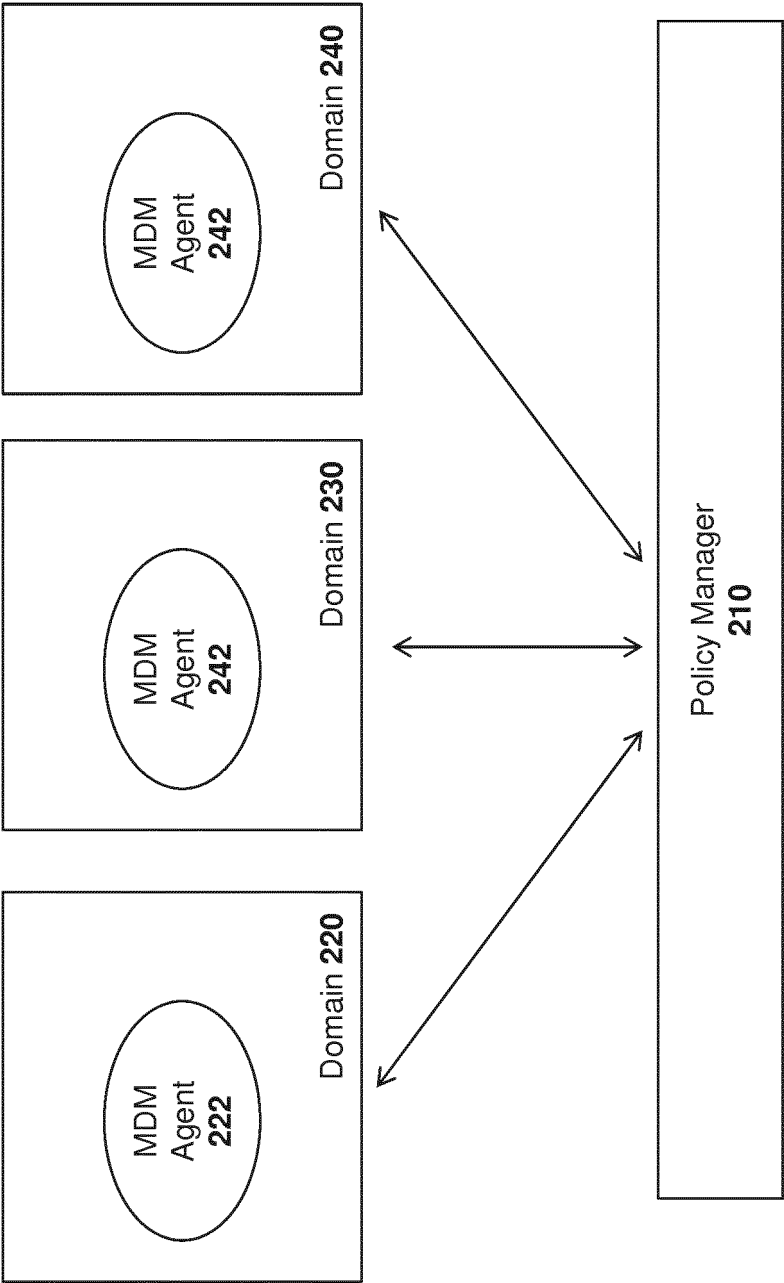 MDM
Agent
222
Domain 220
MDM
Agent
242
Domain 230
MDM
Agent
242
Domain 240
Policy Manager
210